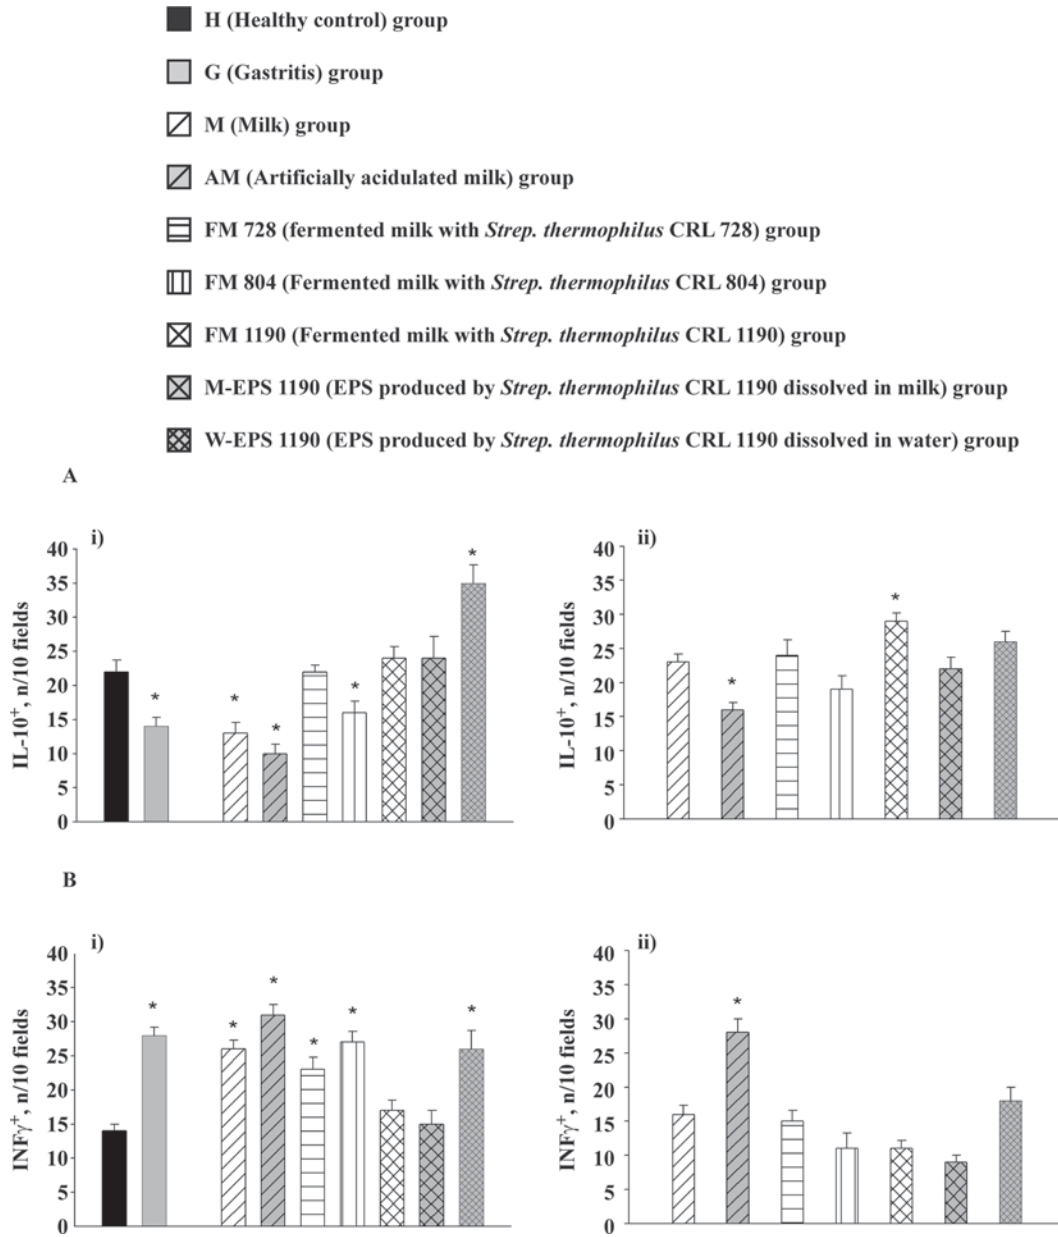 H (Healthy control) group
G (Gastritis) group
M (Milk) group
AM (Artificially acidulated milk) group
FM 728 (fermented milk with Strep. thermophilus CRL 728) group
FM 804 (Fermented milk with Strep. thermophilus CRL 804) group
FM 1190 (Fermented milk with Strep. thermophilus CRL 1190) group
M-EPS 1190 (EPS produced by Strep. thermophilus CRL 1190 dissolved in milk) group
W-EPS 1190 (EPS produced by Strep. thermophilus CRL 1190 dissolved in water) group
A
i)
IL-10+, n/10 fields
40
35
30
25
20
15
10
5
0
* * * * *
ii)
IL-10+, n/10 fields
40
35
30
25
20
15
10
5
0
* *
B
i)
INFγ+, n/10 fields
40
35
30
25
20
15
10
5
0
* * * * * *
ii)
INFγ+, n/10 fields
40
35
30
25
20
15
10
5
0
*